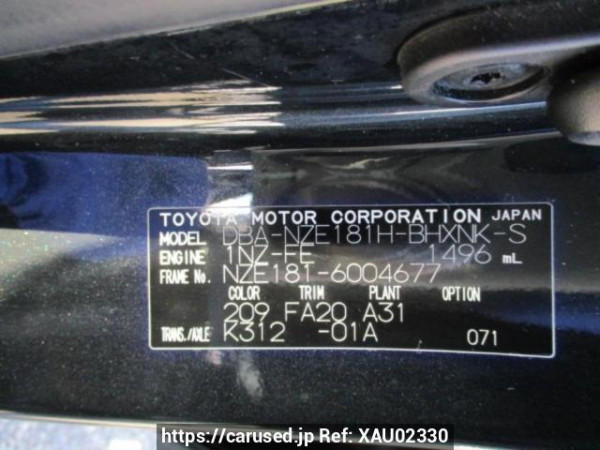 TOYOTA MOTOR CORPORATION JAPAN
MODEL DBA-NZE181H-BHXNK-S
ENGINE 1NZ-FE 1496 mL
FRAME No. NZE181-6004677
COLOR TRIM PLANT OPTION
209 FA20 A31
TRANS./AXLE K312 -01A 071
https://carused.jp Ref: XAU02330